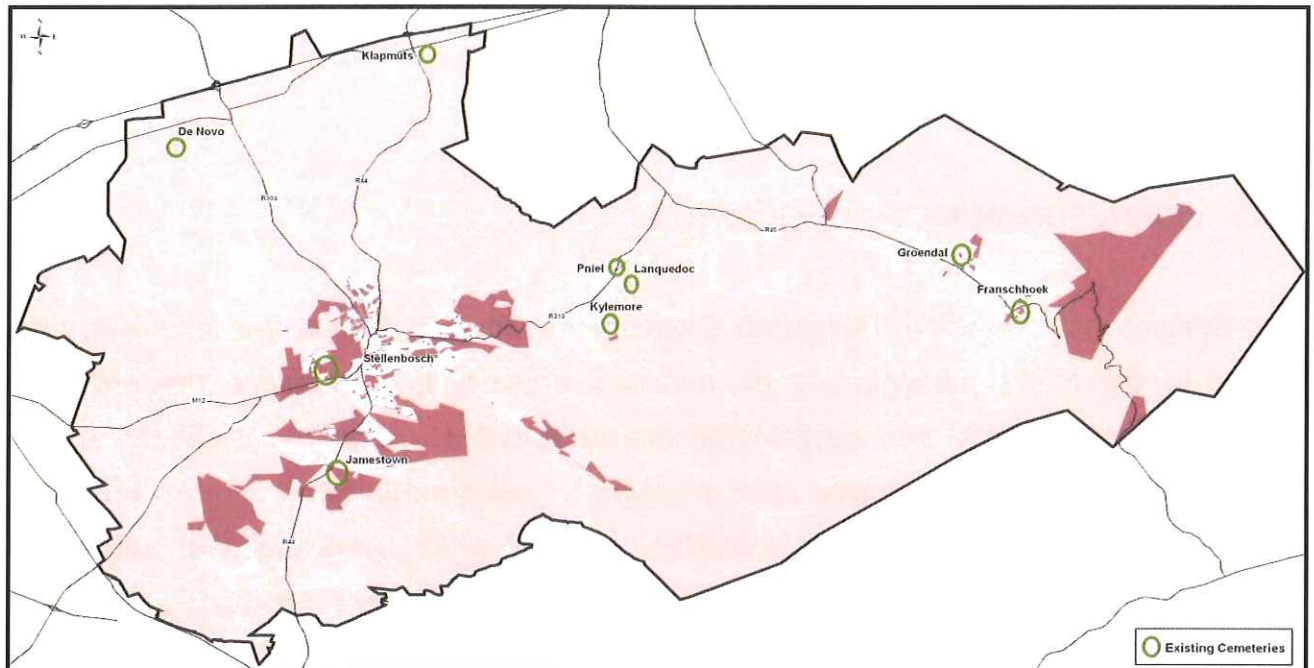 N
W E
S
Klapmuts
De Novo
R304
R44
R45
Pniel
Lanquedoc
Groendal
Franschhoek
Kylemore
R310
Stellenbosch
M12
Jamestown
R44
Existing Cemeteries